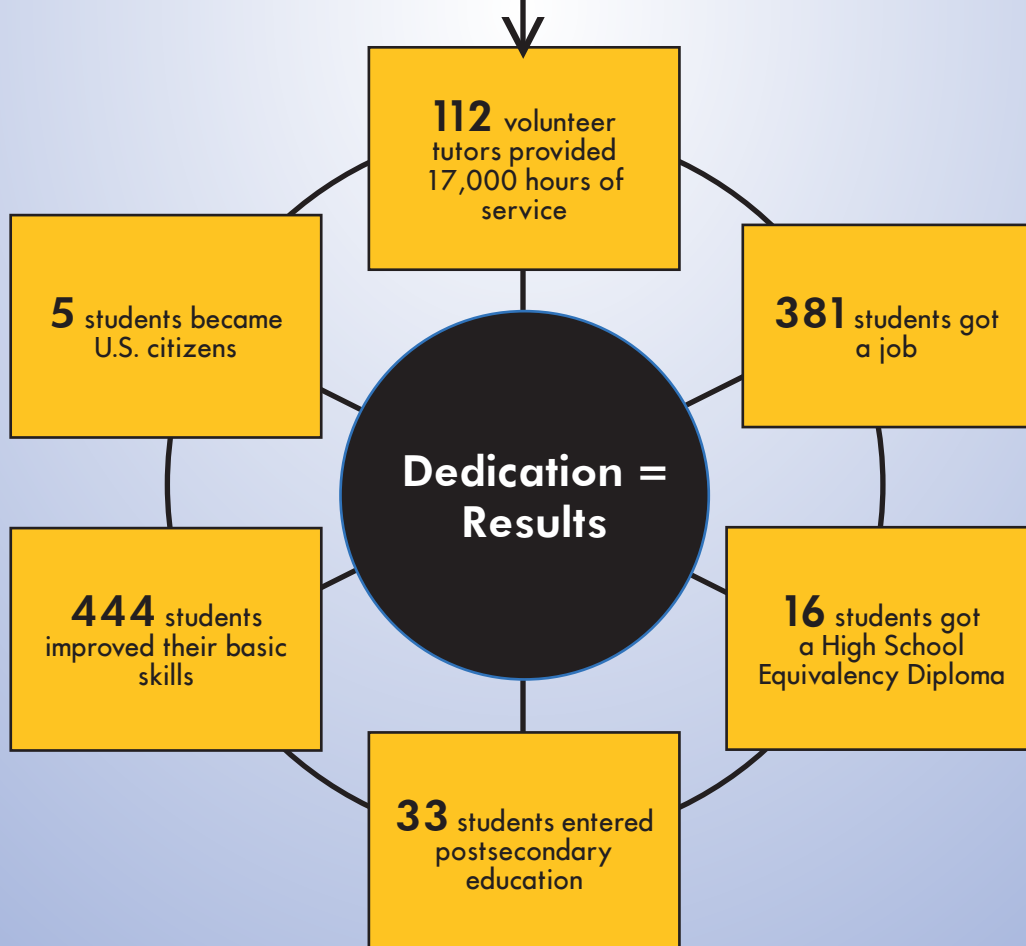 112 volunteer
tutors provided
17,000 hours of
service
381 students got
a job
16 students got
a High School
Equivalency Diploma
33 students entered
postsecondary
education
444 students
improved their basic
skills
5 students became
U.S. citizens
Dedication =
Results